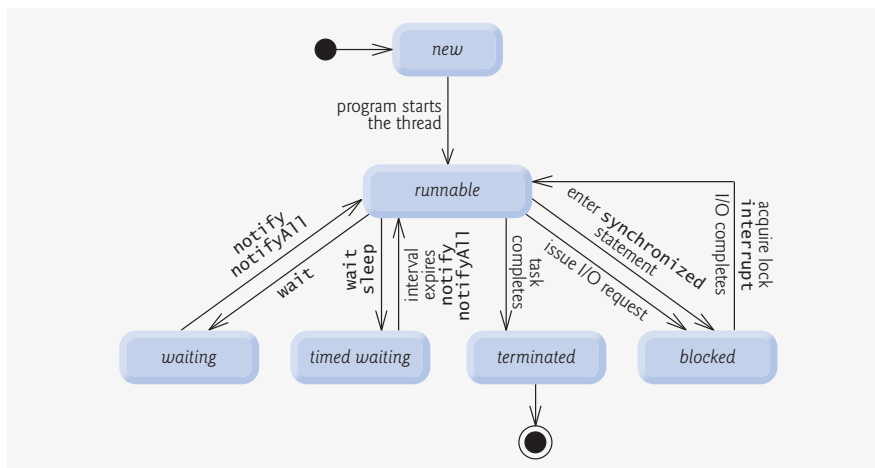 new
program starts
the thread
runnable
notify
notifyAll
wait
wait
sleep
interval
expires
notify
notifyAll
task
completes
enter synchronized
statement
issue I/O request
I/O completes
interrupt
acquire lock
waiting
timed waiting
terminated
blocked